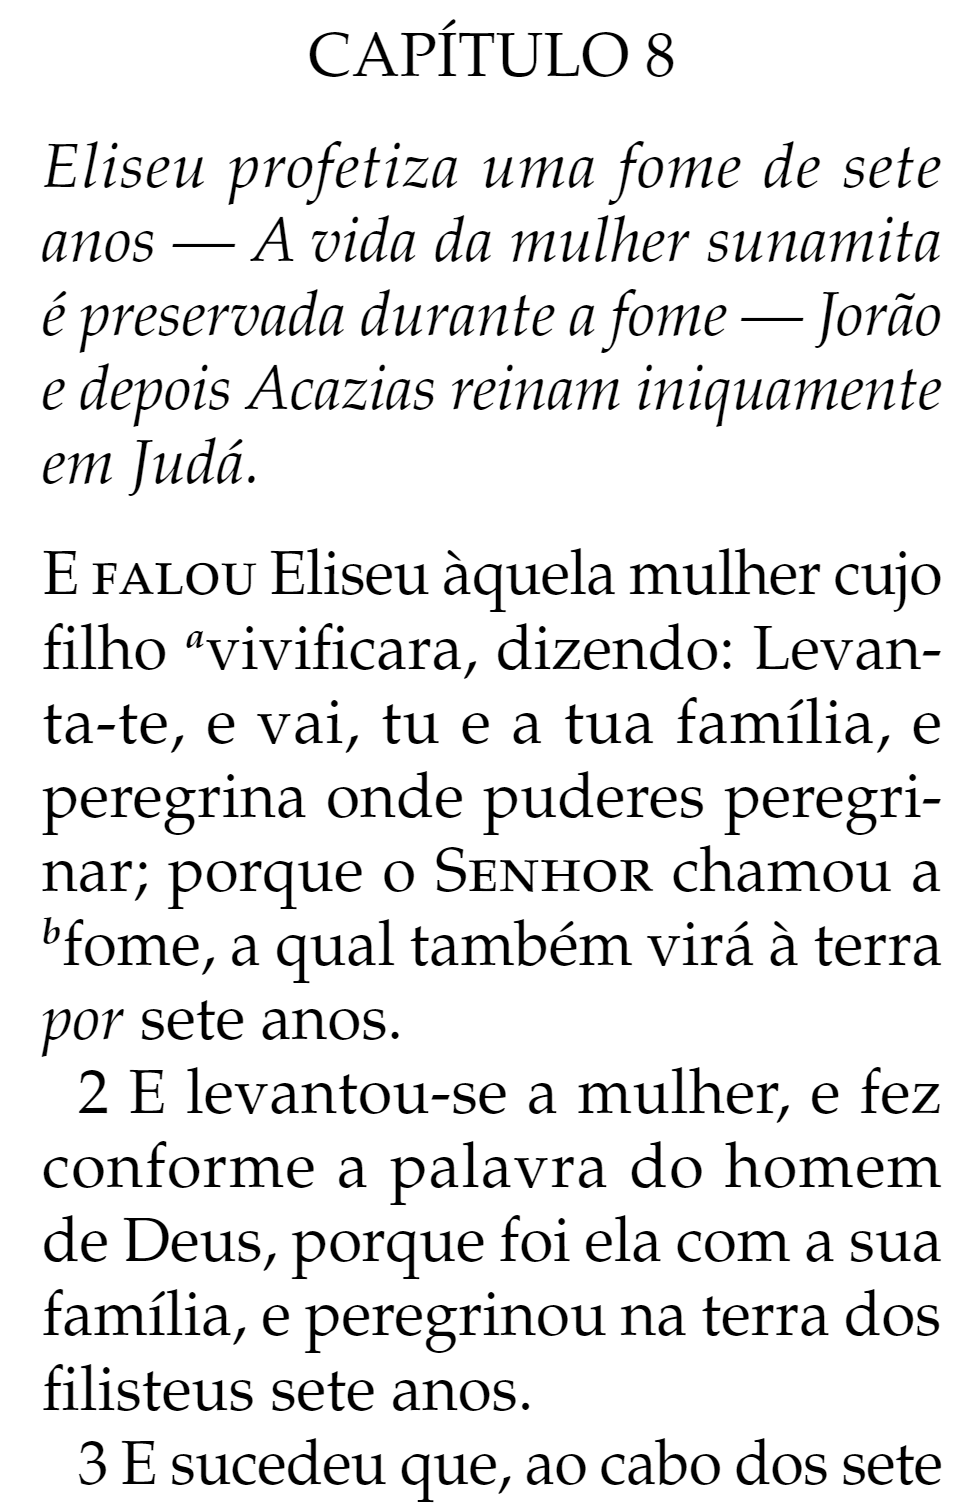 CAPÍTULO 8
Eliseu profetiza uma fome de sete
anos — A vida da mulher sunamita
é preservada durante a fome — Jorão
e depois Acazias reinam iniquamente
em Judá.
E FALOU Eliseu àquela mulher cujo
filho ᵃvivificara, dizendo: Levan-
ta-te, e vai, tu e a tua família, e
peregrina onde puderes peregri-
nar; porque o SENHOR chamou a
ᵇfome, a qual também virá à terra
por sete anos.
2 E levantou-se a mulher, e fez
conforme a palavra do homem
de Deus, porque foi ela com a sua
família, e peregrinou na terra dos
filisteus sete anos.
3 E sucedeu que, ao cabo dos sete